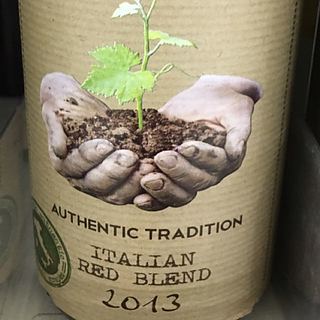 AUTHENTIC TRADITION
ITALIAN
RED BLEND
2013